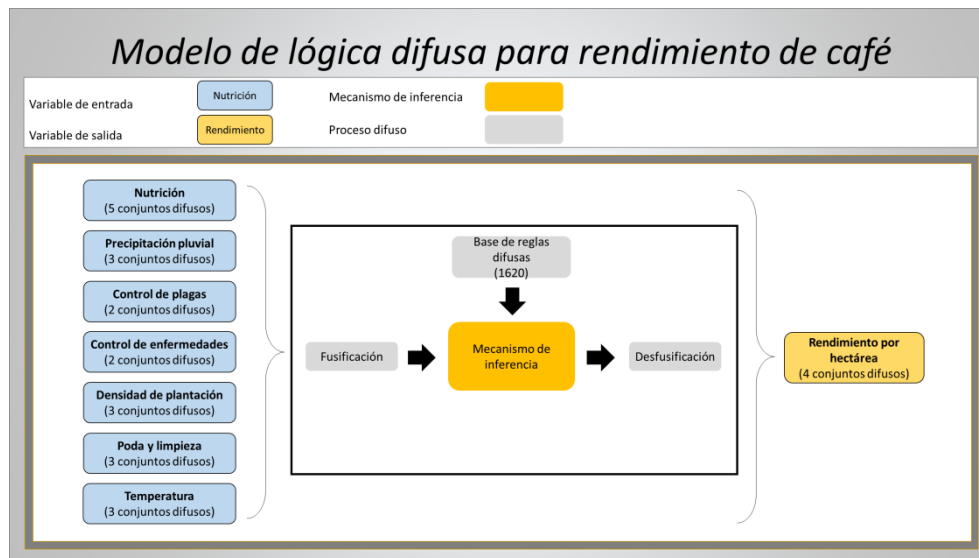 Modelo de lógica difusa para rendimiento de café
Variable de entrada
Nutrición
Mecanismo de inferencia
Variable de salida
Rendimiento
Proceso difuso
Nutrición
(5 conjuntos difusos)
Precipitación pluvial
(3 conjuntos difusos)
Control de plagas
(2 conjuntos difusos)
Control de enfermedades
(2 conjuntos difusos)
Densidad de plantación
(3 conjuntos difusos)
Poda y limpieza
(3 conjuntos difusos)
Temperatura
(3 conjuntos difusos)
Base de reglas
difusas
(1620)
Fusificación
Mecanismo de
inferencia
Desfusificación
Rendimiento por
hectárea
(4 conjuntos difusos)